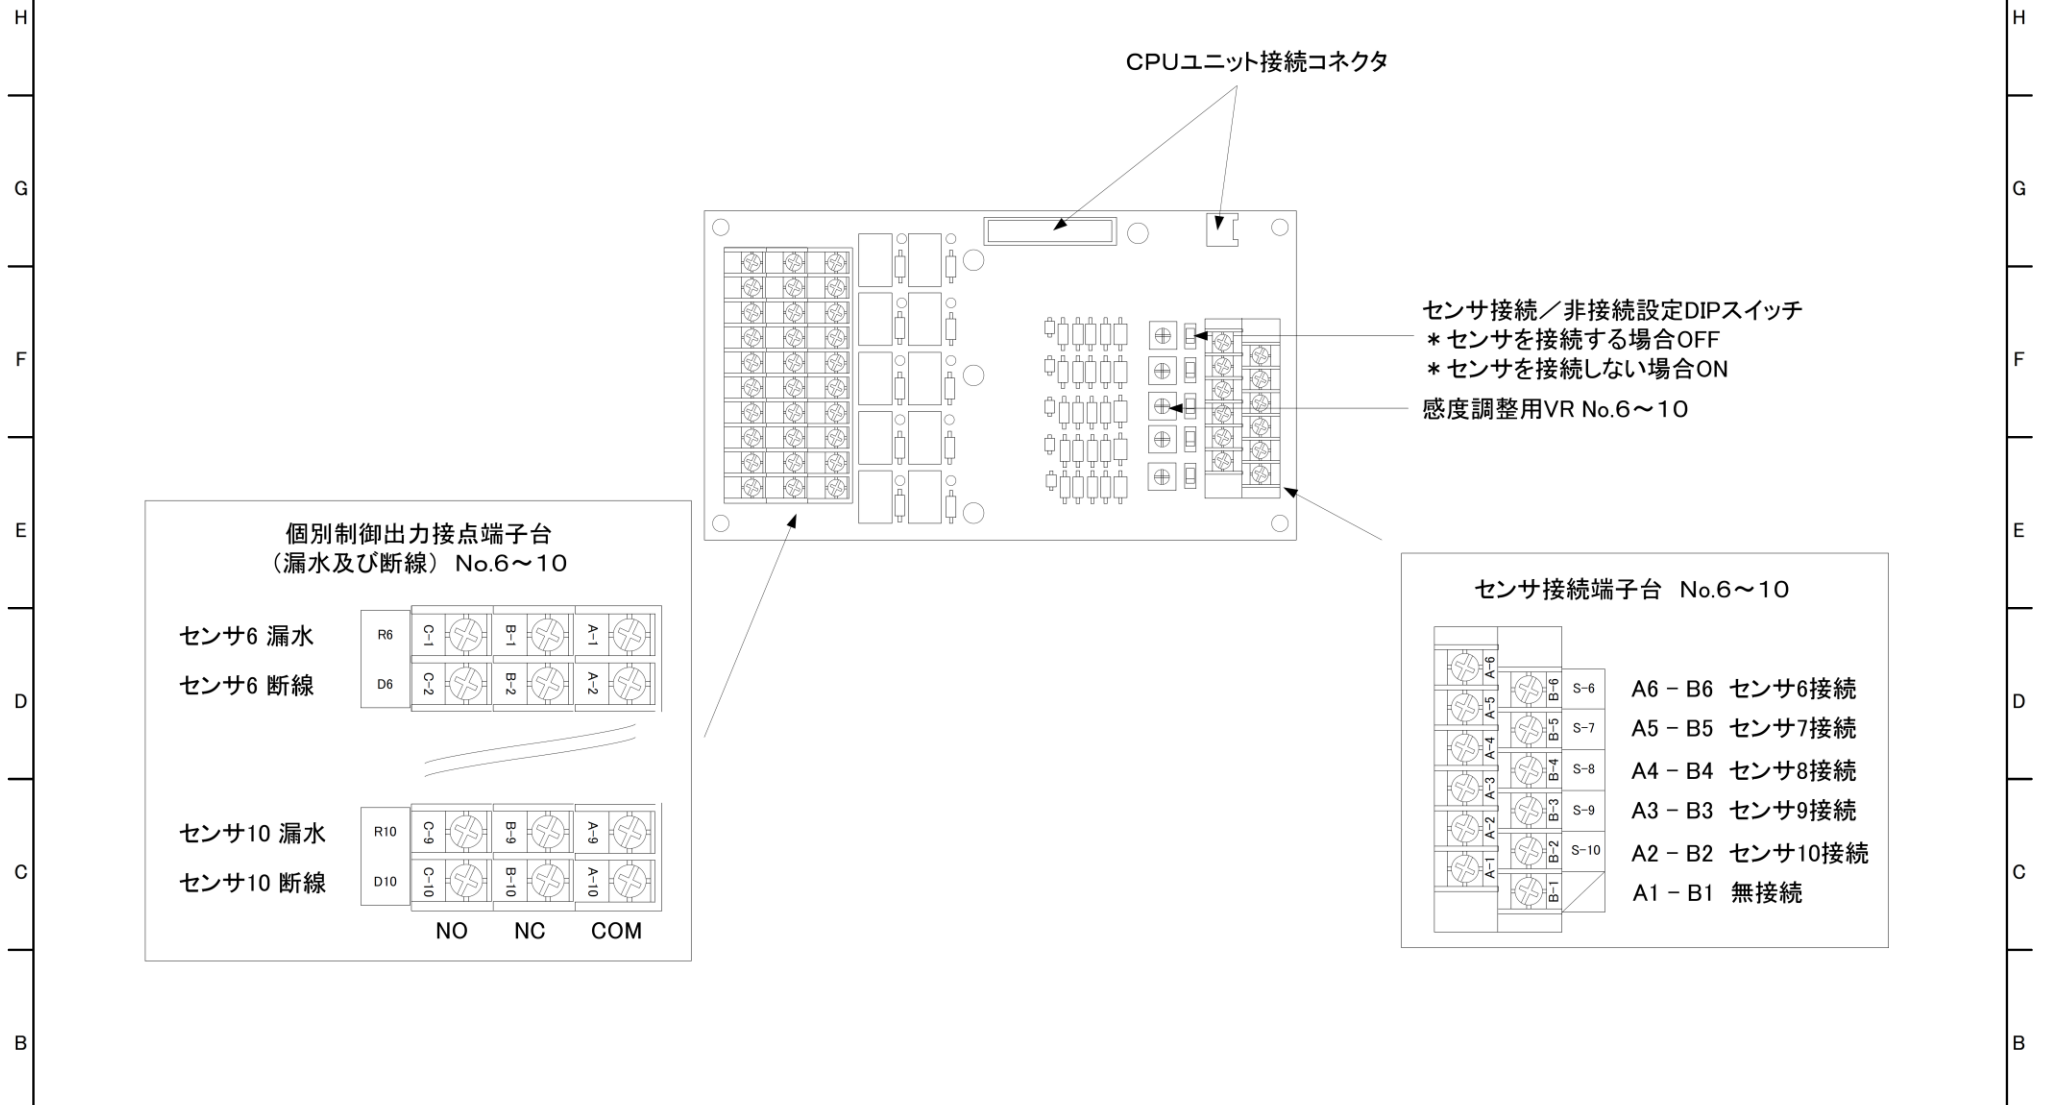 H
H
CPUユニット接続コネクタ
G
G
センサ接続／非接続設定DIPスイッチ
＊センサを接続する場合OFF
＊センサを接続しない場合ON
感度調整用VR No.6～10
F
F
E
E
個別制御出力接点端子台
（漏水及び断線） No.6～10
センサ6 漏水 R6 C-1 B-1 A-1
センサ6 断線 D6 C-2 B-2 A-2
センサ10 漏水 R10 C-9 B-9 A-9
センサ10 断線 D10 C-10 B-10 A-10
NO NC COM
センサ接続端子台 No.6～10
A-6 B-6 S-6 A6 - B6 センサ6接続
A-5 B-5 S-7 A5 - B5 センサ7接続
A-4 B-4 S-8 A4 - B4 センサ8接続
A-3 B-3 S-9 A3 - B3 センサ9接続
A-2 B-2 S-10 A2 - B2 センサ10接続
A-1 B-1 A1 - B1 無接続
D
D
C
C
B
B